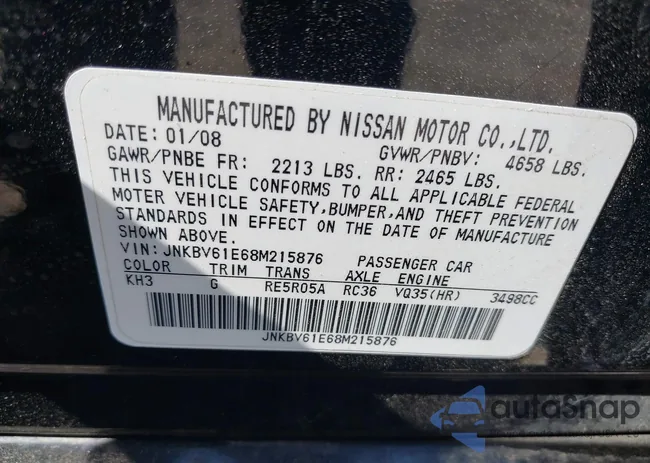 MANUFACTURED BY NISSAN MOTOR CO.,LTD.
DATE: 01/08 GVWR/PNBV: 4658 LBS.
GAWR/PNBE FR: 2213 LBS. RR: 2465 LBS.
THIS VEHICLE CONFORMS TO ALL APPLICABLE FEDERAL
MOTOR VEHICLE SAFETY,BUMPER,AND THEFT PREVENTION
STANDARDS IN EFFECT ON THE DATE OF MANUFACTURE
SHOWN ABOVE.
VIN: JNKBV61E68M215876 PASSENGER CAR
COLOR TRIM TRANS AXLE ENGINE
KH3 G RE5R05A RC36 VQ35(HR) 3498CC
JNKBV61E68M215876
autoSnap